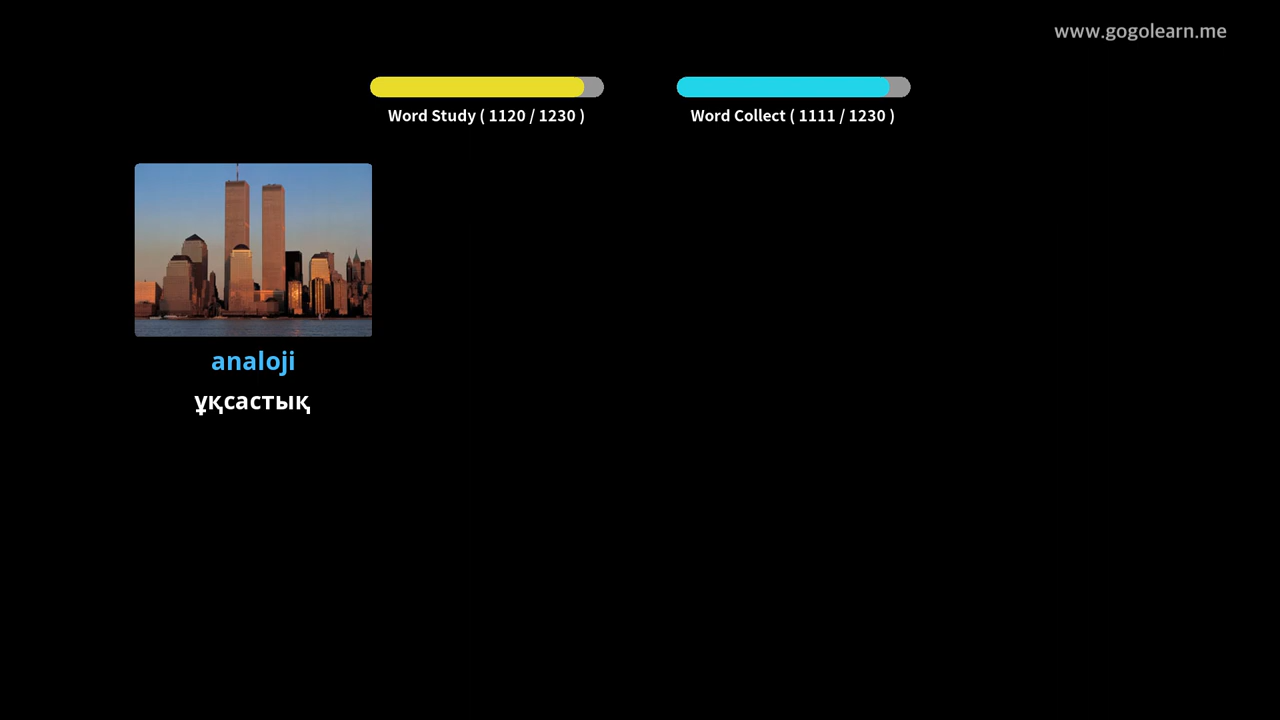 www.gogolearn.me
Word Study ( 1120 / 1230 )
Word Collect ( 1111 / 1230 )
analoji
ұқсастық